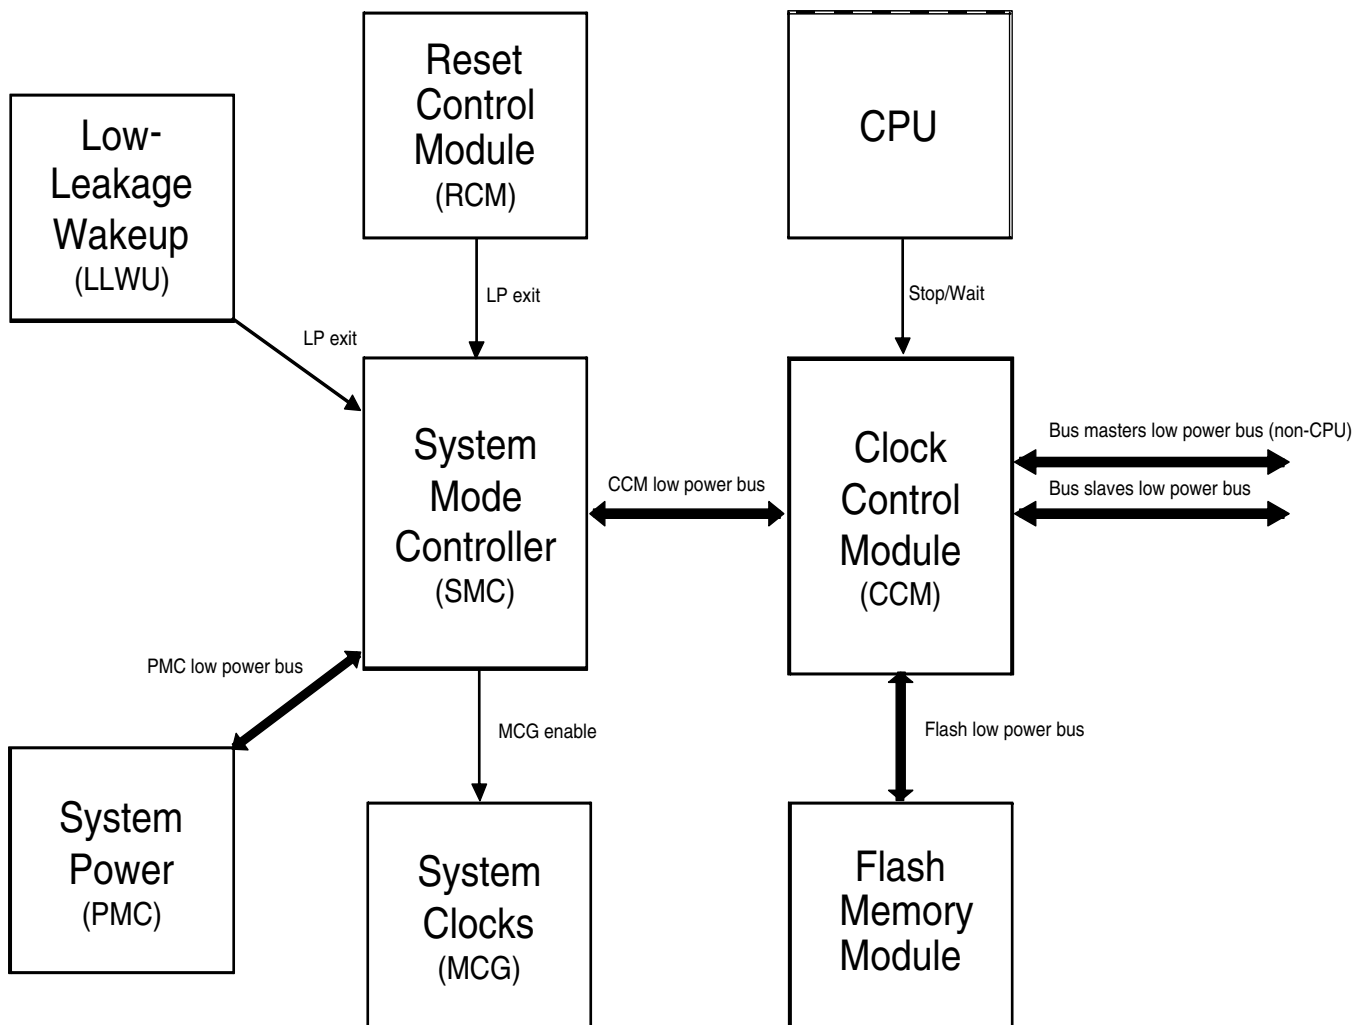 Reset
Control
Module
(RCM)
CPU
Low-
Leakage
Wakeup
(LLWU)
LP exit
Stop/Wait
LP exit
System
Mode
Controller
(SMC)
CCM low power bus
Clock
Control
Module
(CCM)
Bus masters low power bus (non-CPU)
Bus slaves low power bus
PMC low power bus
MCG enable
Flash low power bus
System
Power
(PMC)
System
Clocks
(MCG)
Flash
Memory
Module